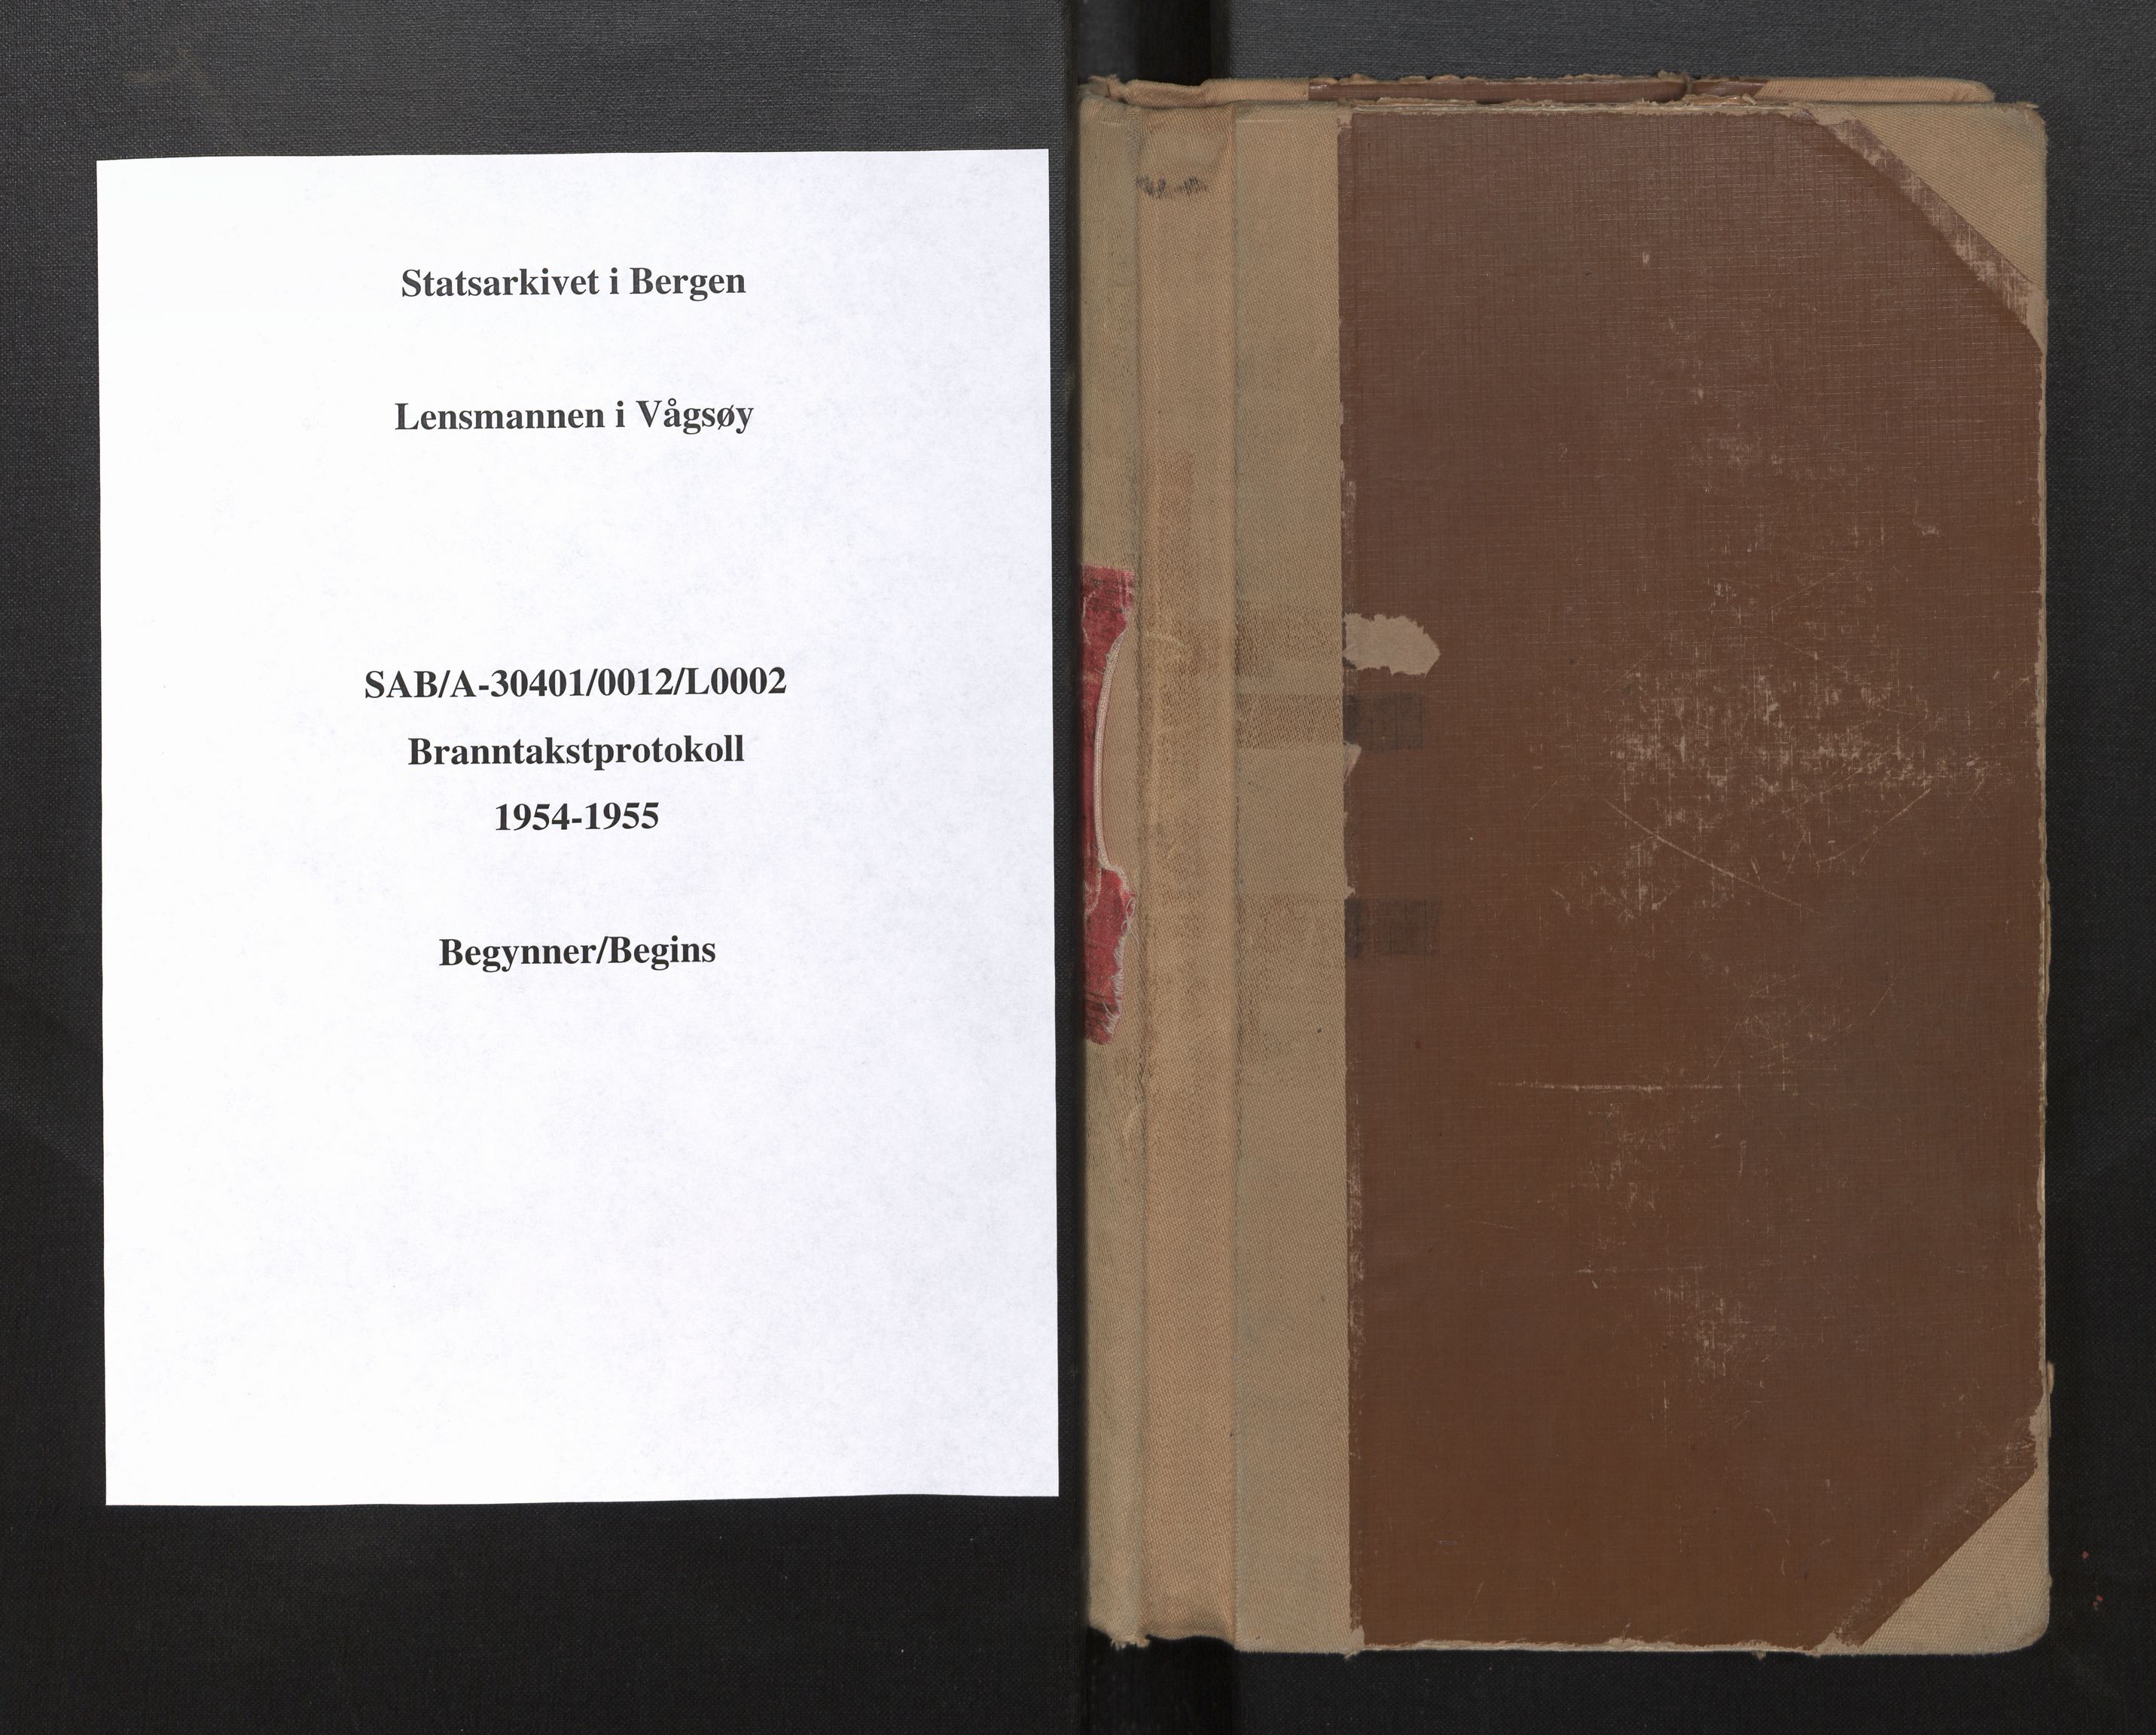 Statsarkivet i Bergen
Lensmannen i Vågsøy
SAB/A-30401/0012/L0002
Branntakstprotokoll
1954-1955
Begynner/Begins